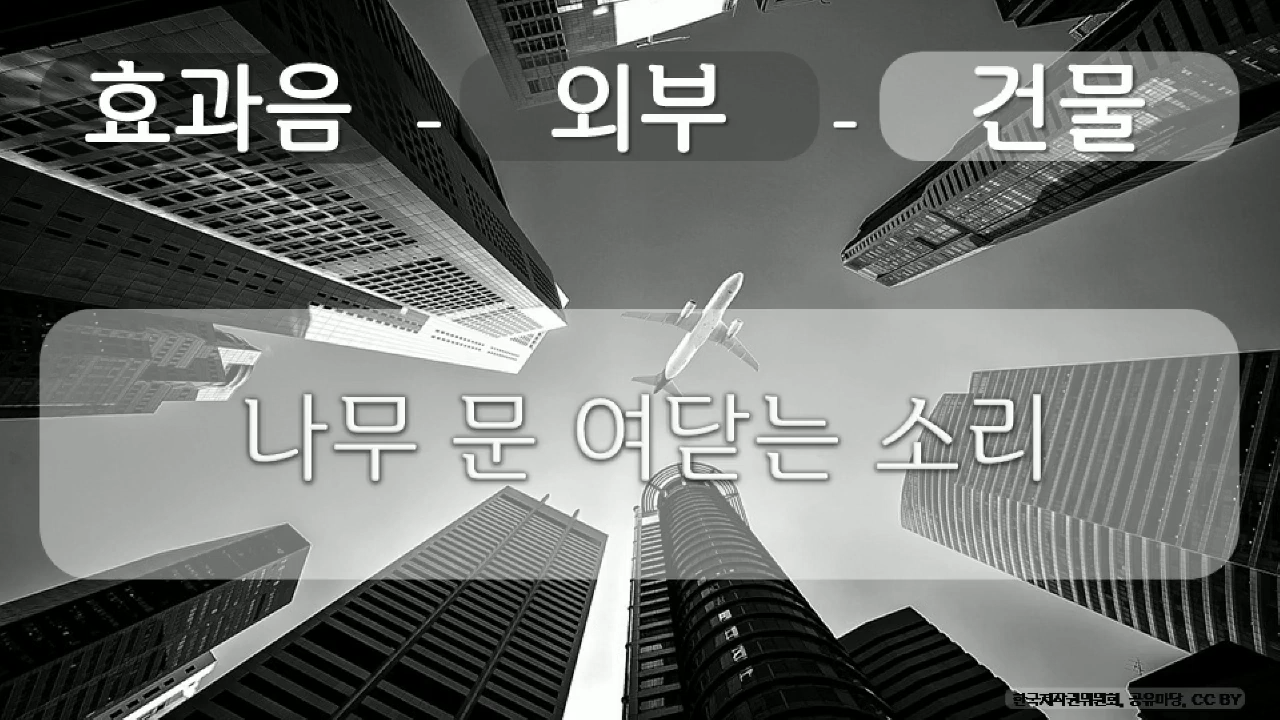 효과음 - 외부 - 건물
나무 문 여닫는 소리
한국저작권위원회, 공유마당, CC BY